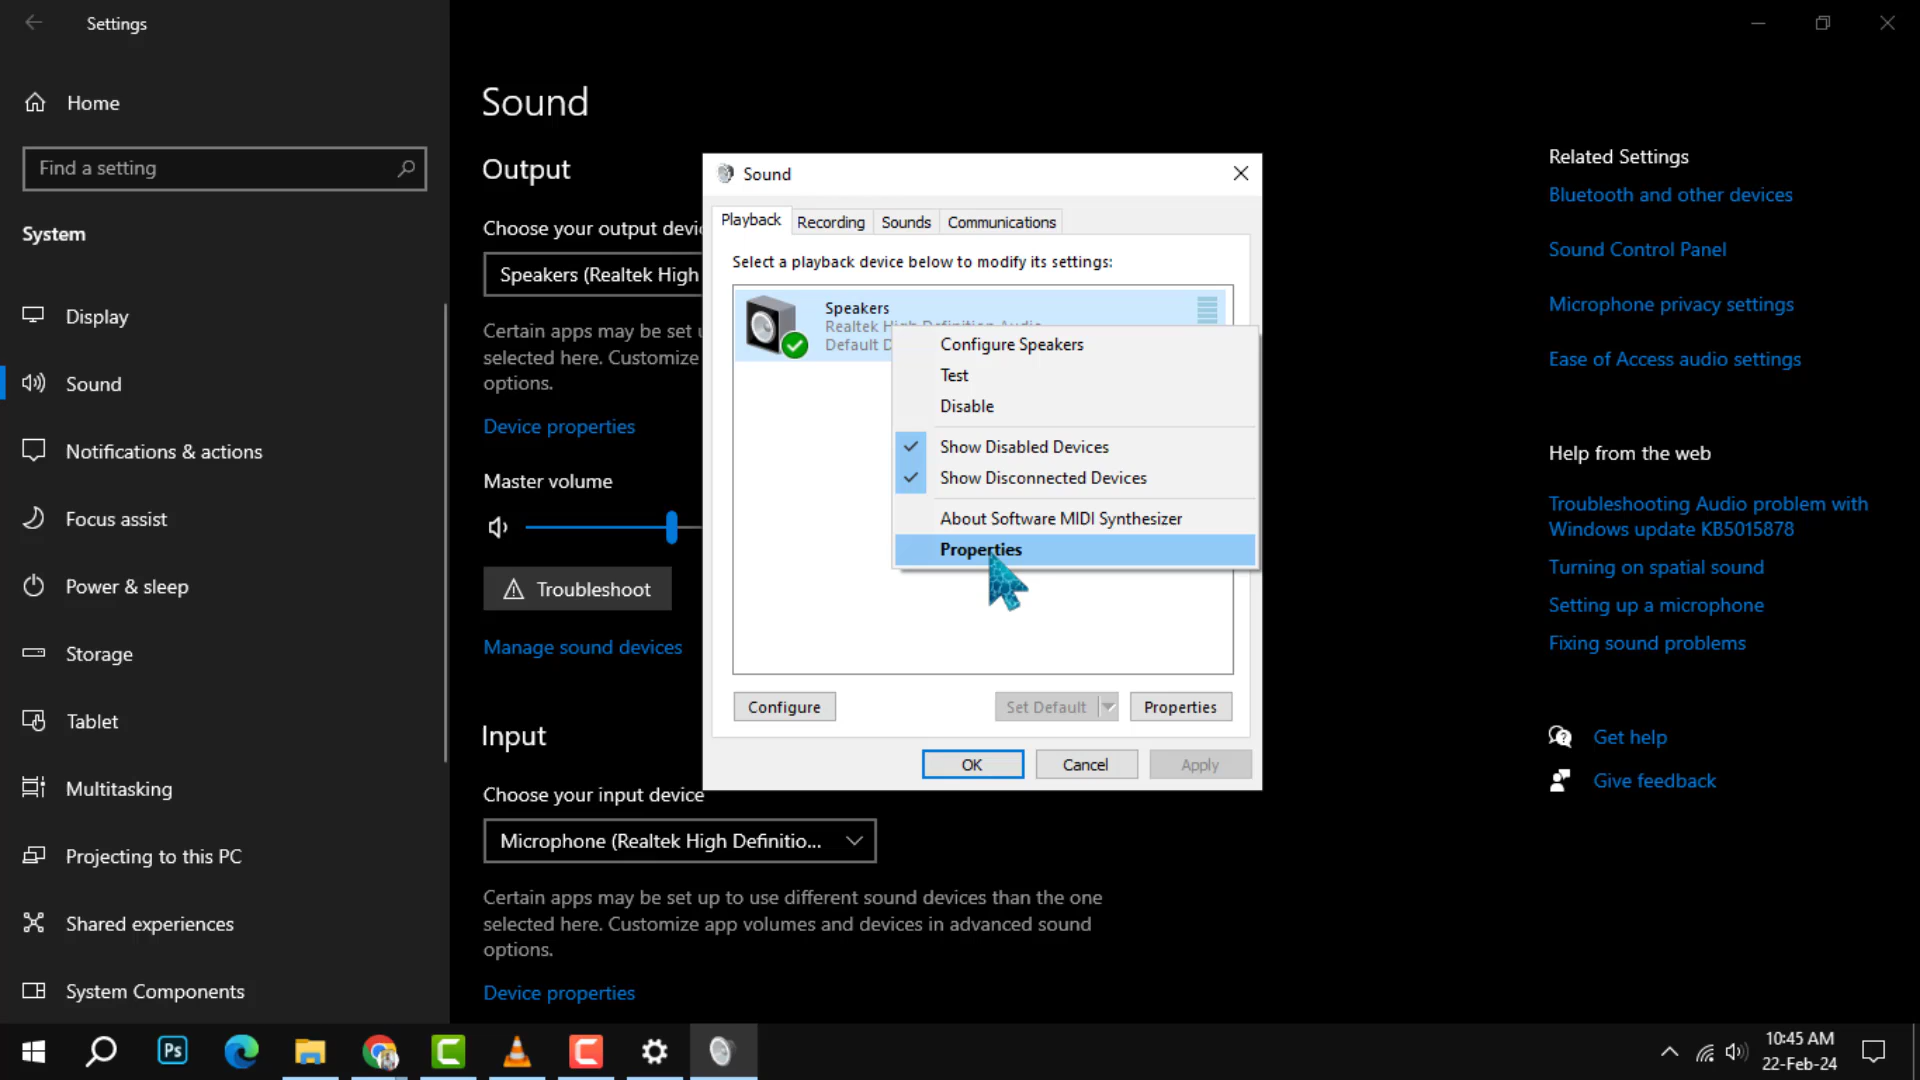 Settings
Home
Find a setting
System
Display
Sound
Notifications & actions
Focus assist
Power & sleep
Storage
Tablet
Multitasking
Projecting to this PC
Shared experiences
System Components
Sound
Output
Choose your output devi
Speakers (Realtek High
Certain apps may be set u
selected here. Customize
options.
Device properties
Master volume
Troubleshoot
Manage sound devices
Input
Choose your input device
Microphone (Realtek High Definitio...
Certain apps may be set up to use different sound devices than the one
selected here. Customize app volumes and devices in advanced sound
options.
Device properties
Sound
Playback
Recording
Sounds
Communications
Select a playback device below to modify its settings:
Speakers
Realtek High Definition Audio
Default D
Configure Speakers
Test
Disable
Show Disabled Devices
Show Disconnected Devices
About Software MIDI Synthesizer
Properties
Configure
Set Default
Properties
OK
Cancel
Apply
Related Settings
Bluetooth and other devices
Sound Control Panel
Microphone privacy settings
Ease of Access audio settings
Help from the web
Troubleshooting Audio problem with
Windows update KB5015878
Turning on spatial sound
Setting up a microphone
Fixing sound problems
Get help
Give feedback
Ps
10:45 AM
22-Feb-24